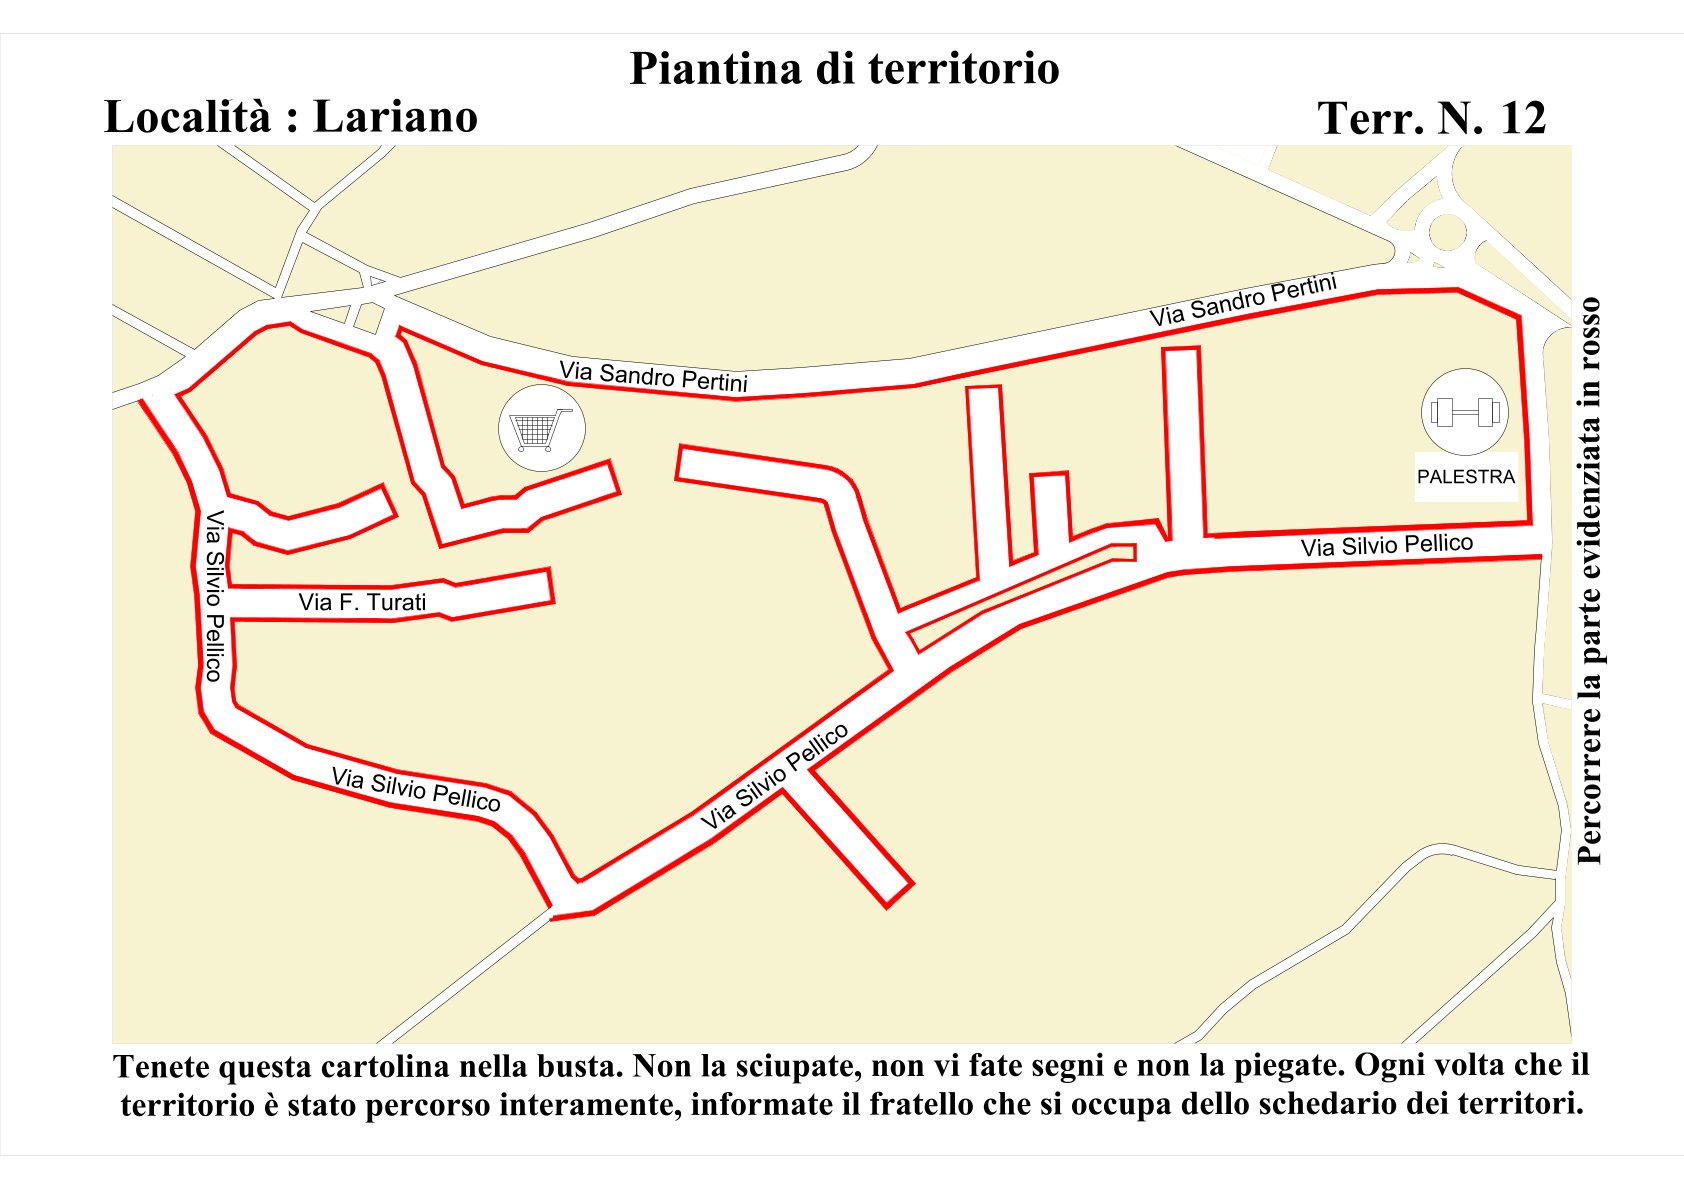 Piantina di territorio
Località : Lariano
Terr. N. 12
Via Sandro Pertini
Via Sandro Pertini
PALESTRA
Via Silvio Pellico
Via Silvio Pellico
Via F. Turati
Via Silvio Pellico
Via Silvio Pellico
Percorrere la parte evidenziata in rosso
Tenete questa cartolina nella busta. Non la sciupate, non vi fate segni e non la piegate. Ogni volta che il
territorio è stato percorso interamente, informate il fratello che si occupa dello schedario dei territori.